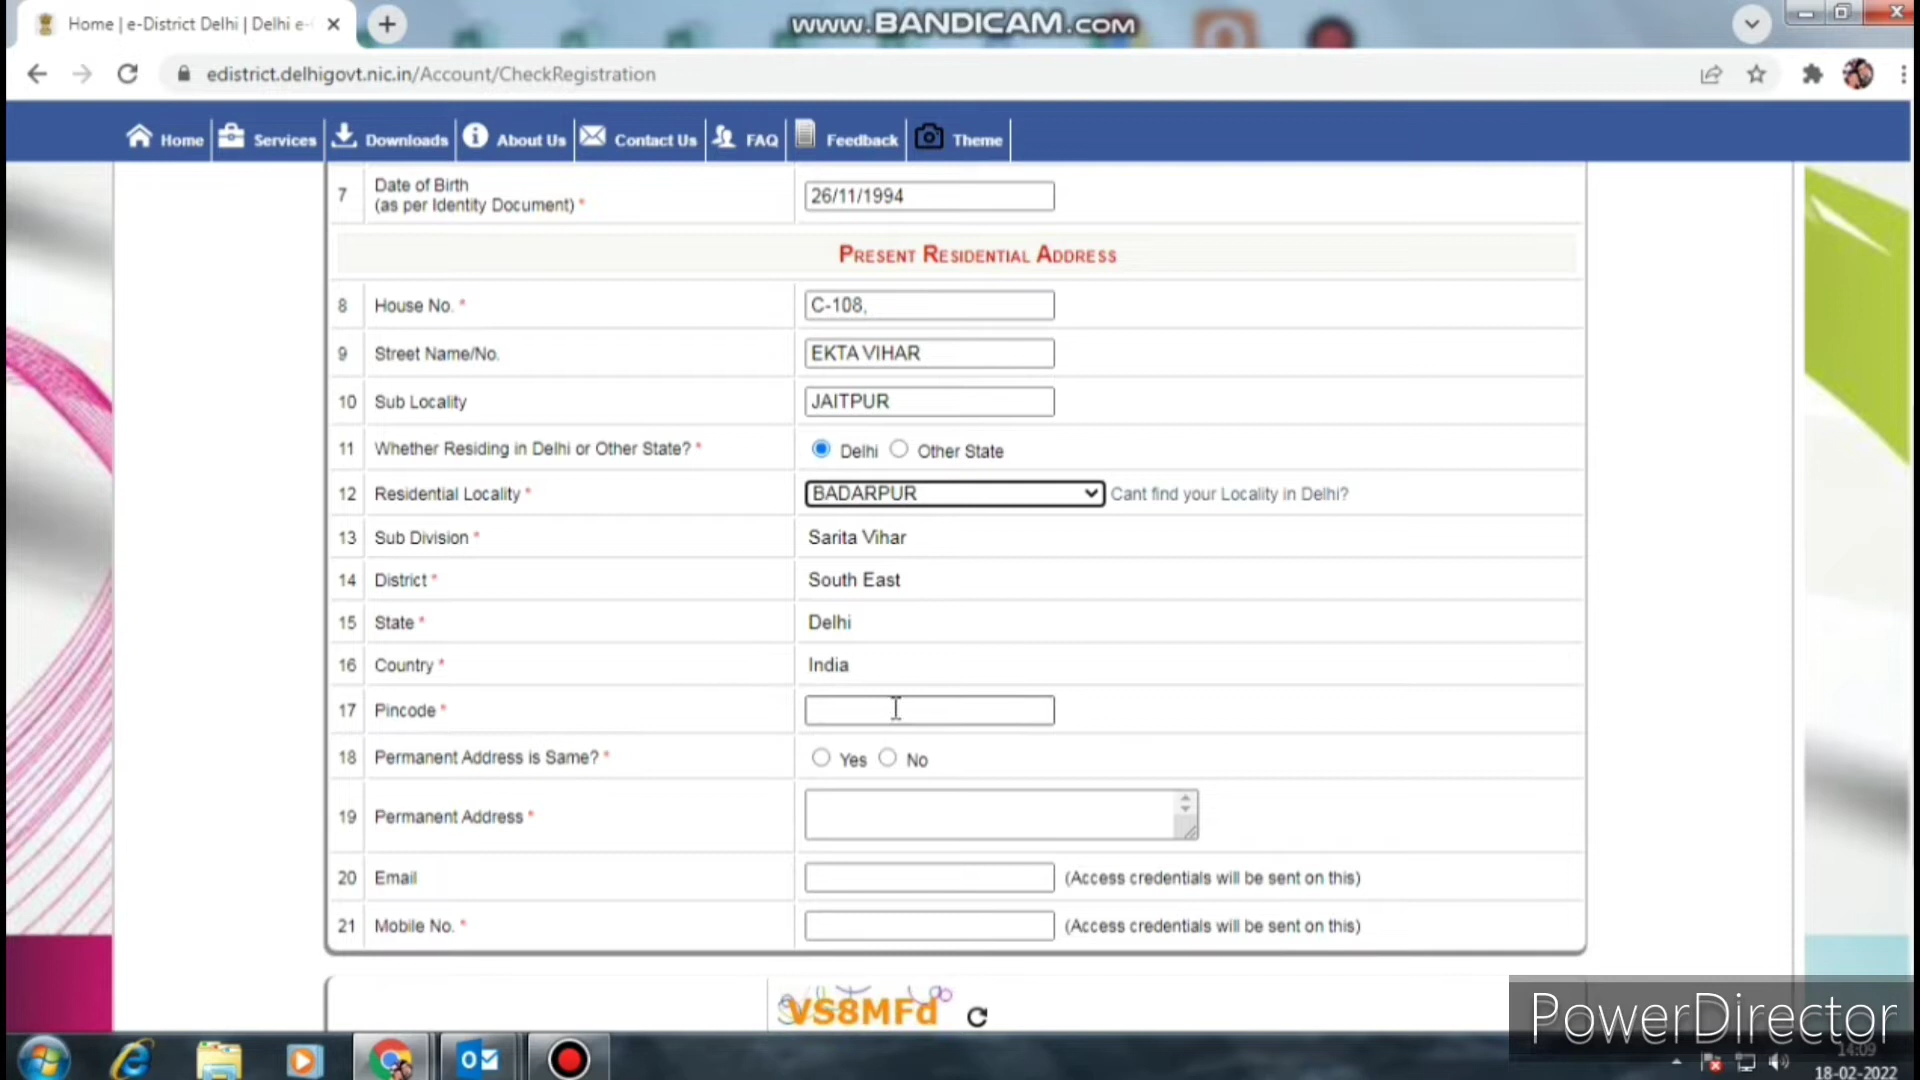 Home | e-District Delhi | Delhi e-
www.BANDICAM.com
edistrict.delhigovt.nic.in/Account/CheckRegistration
Home Services Downloads About Us Contact Us FAQ Feedback Theme
7 Date of Birth
(as per Identity Document) * 26/11/1994
PRESENT RESIDENTIAL ADDRESS
8 House No. * C-108,
9 Street Name/No. EKTA VIHAR
10 Sub Locality JAITPUR
11 Whether Residing in Delhi or Other State? * Delhi Other State
12 Residential Locality * BADARPUR Cant find your Locality in Delhi?
13 Sub Division * Sarita Vihar
14 District * South East
15 State * Delhi
16 Country * India
17 Pincode *
18 Permanent Address is Same? * Yes No
19 Permanent Address *
20 Email (Access credentials will be sent on this)
21 Mobile No. * (Access credentials will be sent on this)
VS8MFd
PowerDirector
14:09
18-02-2022